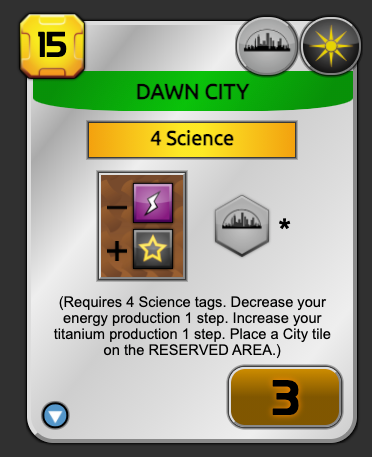 15
DAWN CITY
4 Science
−
+
*
(Requires 4 Science tags. Decrease your
energy production 1 step. Increase your
titanium production 1 step. Place a City tile
on the RESERVED AREA.)
3